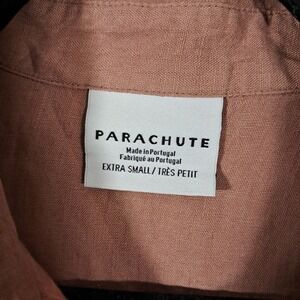 PARACHUTE
Made in Portugal
Fabriqué au Portugal
EXTRA SMALL / TRÈS PETIT